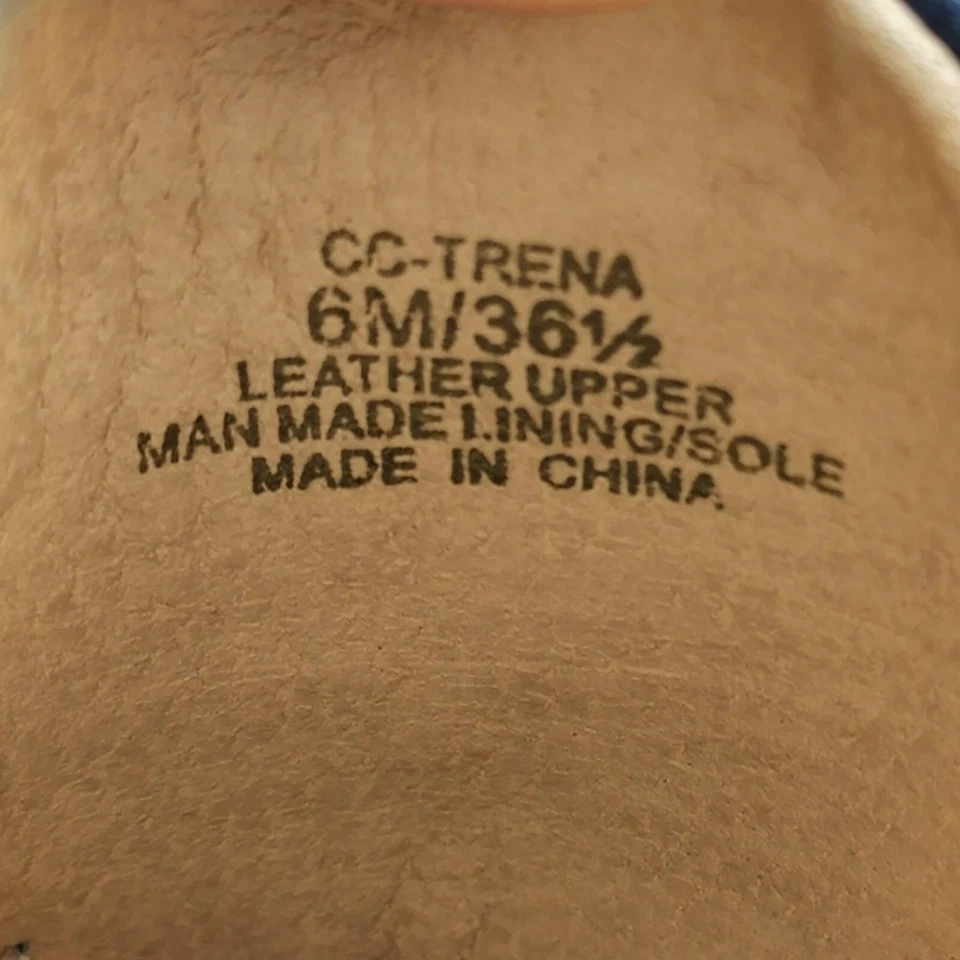 CC-TRENA
6M/36½
LEATHER UPPER
MAN MADE LINING/SOLE
MADE IN CHINA